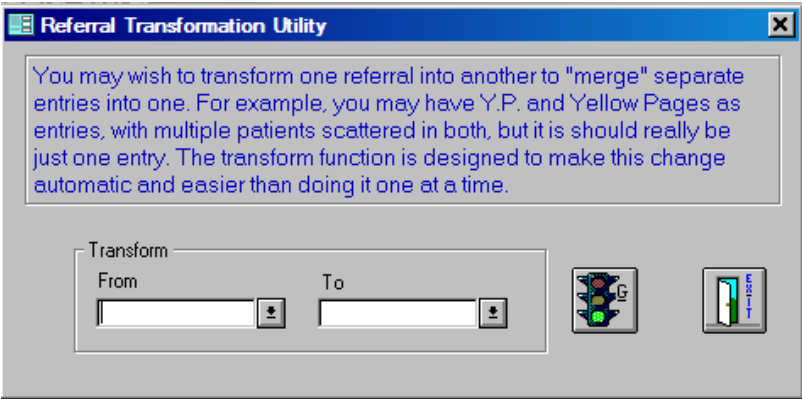 Referral Transformation Utility
You may wish to transform one referral into another to "merge" separate
entries into one. For example, you may have Y.P. and Yellow Pages as
entries, with multiple patients scattered in both, but it is should really be
just one entry. The transform function is designed to make this change
automatic and easier than doing it one at a time.
Transform
From To
G
EXIT